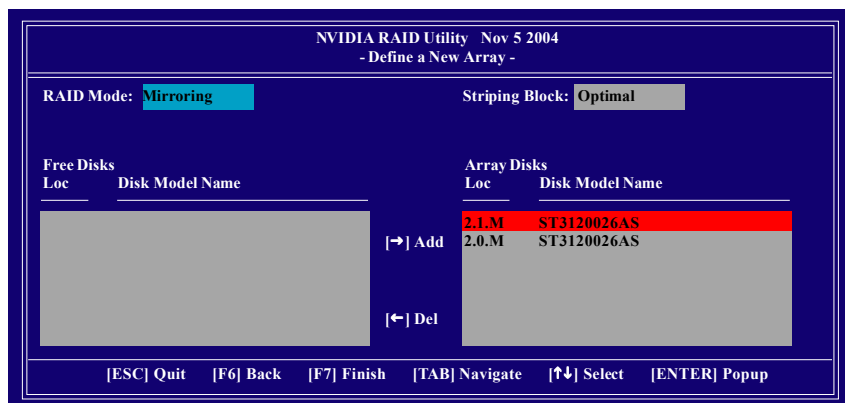 NVIDIA RAID Utility Nov 5 2004
- Define a New Array -
RAID Mode: Mirroring Striping Block: Optimal
Free Disks Array Disks
Loc Disk Model Name Loc Disk Model Name
2.1.M ST3120026AS
[→] Add 2.0.M ST3120026AS
[←] Del
[ESC] Quit [F6] Back [F7] Finish [TAB] Navigate [↑↓] Select [ENTER] Popup